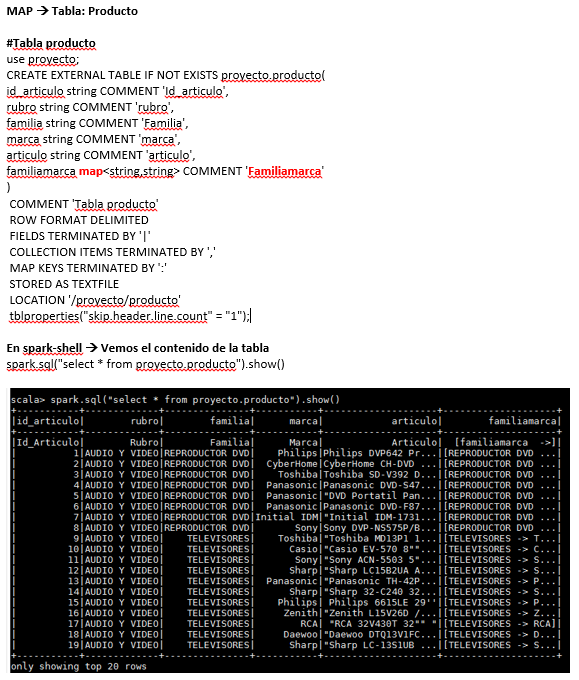 MAP → Tabla: Producto
#Tabla producto
use proyecto;
CREATE EXTERNAL TABLE IF NOT EXISTS proyecto.producto(
id_articulo string COMMENT 'Id_articulo',
rubro string COMMENT 'rubro',
familia string COMMENT 'Familia',
marca string COMMENT 'marca',
articulo string COMMENT 'articulo',
familiamarca map<string,string> COMMENT 'Familiamarca'
)
COMMENT 'Tabla producto'
ROW FORMAT DELIMITED
FIELDS TERMINATED BY '|'
COLLECTION ITEMS TERMINATED BY ','
MAP KEYS TERMINATED BY ':'
STORED AS TEXTFILE
LOCATION '/proyecto/producto'
tblproperties("skip.header.line.count" = "1");
En spark-shell → Vemos el contenido de la tabla
spark.sql("select * from proyecto.producto").show()
scala> spark.sql("select * from proyecto.producto").show()
+-----------+-------------+---------------+-----------+--------------------+--------------------+
|id_articulo|        rubro|        familia|      marca|            articulo|        familiamarca|
+-----------+-------------+---------------+-----------+--------------------+--------------------+
|Id_Articulo|        Rubro|        Familia|      Marca|            Articulo|  [familiamarca  ->]|
|          1|AUDIO Y VIDEO|REPRODUCTOR DVD|    Philips|Philips DVP642 Pr...|[REPRODUCTOR DVD ...|
|          2|AUDIO Y VIDEO|REPRODUCTOR DVD|  CyberHome|CyberHome CH-DVD ...|[REPRODUCTOR DVD ...|
|          3|AUDIO Y VIDEO|REPRODUCTOR DVD|    Toshiba|Toshiba SD-V392 D...|[REPRODUCTOR DVD ...|
|          4|AUDIO Y VIDEO|REPRODUCTOR DVD|  Panasonic|Panasonic DVD-S47...|[REPRODUCTOR DVD ...|
|          5|AUDIO Y VIDEO|REPRODUCTOR DVD|  Panasonic|"DVD Portatil Pan...|[REPRODUCTOR DVD ...|
|          6|AUDIO Y VIDEO|REPRODUCTOR DVD|  Panasonic|Panasonic DVD-F87...|[REPRODUCTOR DVD ...|
|          7|AUDIO Y VIDEO|REPRODUCTOR DVD|Initial IDM|"Initial IDM-1731...|[REPRODUCTOR DVD ...|
|          8|AUDIO Y VIDEO|REPRODUCTOR DVD|       Sony|Sony DVP-NS575P/B...|[REPRODUCTOR DVD ...|
|          9|AUDIO Y VIDEO|    TELEVISORES|    Toshiba|"Toshiba MD13P1 1...|[TELEVISORES -> T...|
|         10|AUDIO Y VIDEO|    TELEVISORES|      Casio|"Casio EV-570 8""...|[TELEVISORES -> C...|
|         11|AUDIO Y VIDEO|    TELEVISORES|       Sony|"Sony ACN-5503 5"...|[TELEVISORES -> S...|
|         12|AUDIO Y VIDEO|    TELEVISORES|      Sharp|"Sharp LC15B2UA A...|[TELEVISORES -> S...|
|         13|AUDIO Y VIDEO|    TELEVISORES|  Panasonic|"Panasonic TH-42P...|[TELEVISORES -> P...|
|         14|AUDIO Y VIDEO|    TELEVISORES|      Sharp|"Sharp 32-C240 32...|[TELEVISORES -> S...|
|         15|AUDIO Y VIDEO|    TELEVISORES|    Philips| Philips 6615LE 29''|[TELEVISORES -> P...|
|         16|AUDIO Y VIDEO|    TELEVISORES|     Zenith|"Zenith L15V26D /...|[TELEVISORES -> Z...|
|         17|AUDIO Y VIDEO|    TELEVISORES|        RCA| "RCA 32V430T 32"" "|[TELEVISORES -> RCA]|
|         18|AUDIO Y VIDEO|    TELEVISORES|     Daewoo|"Daewoo DTQ13V1FC...|[TELEVISORES -> D...|
|         19|AUDIO Y VIDEO|    TELEVISORES|      Sharp|"Sharp LC-13S1UB ...|[TELEVISORES -> S...|
+-----------+-------------+---------------+-----------+--------------------+--------------------+
only showing top 20 rows